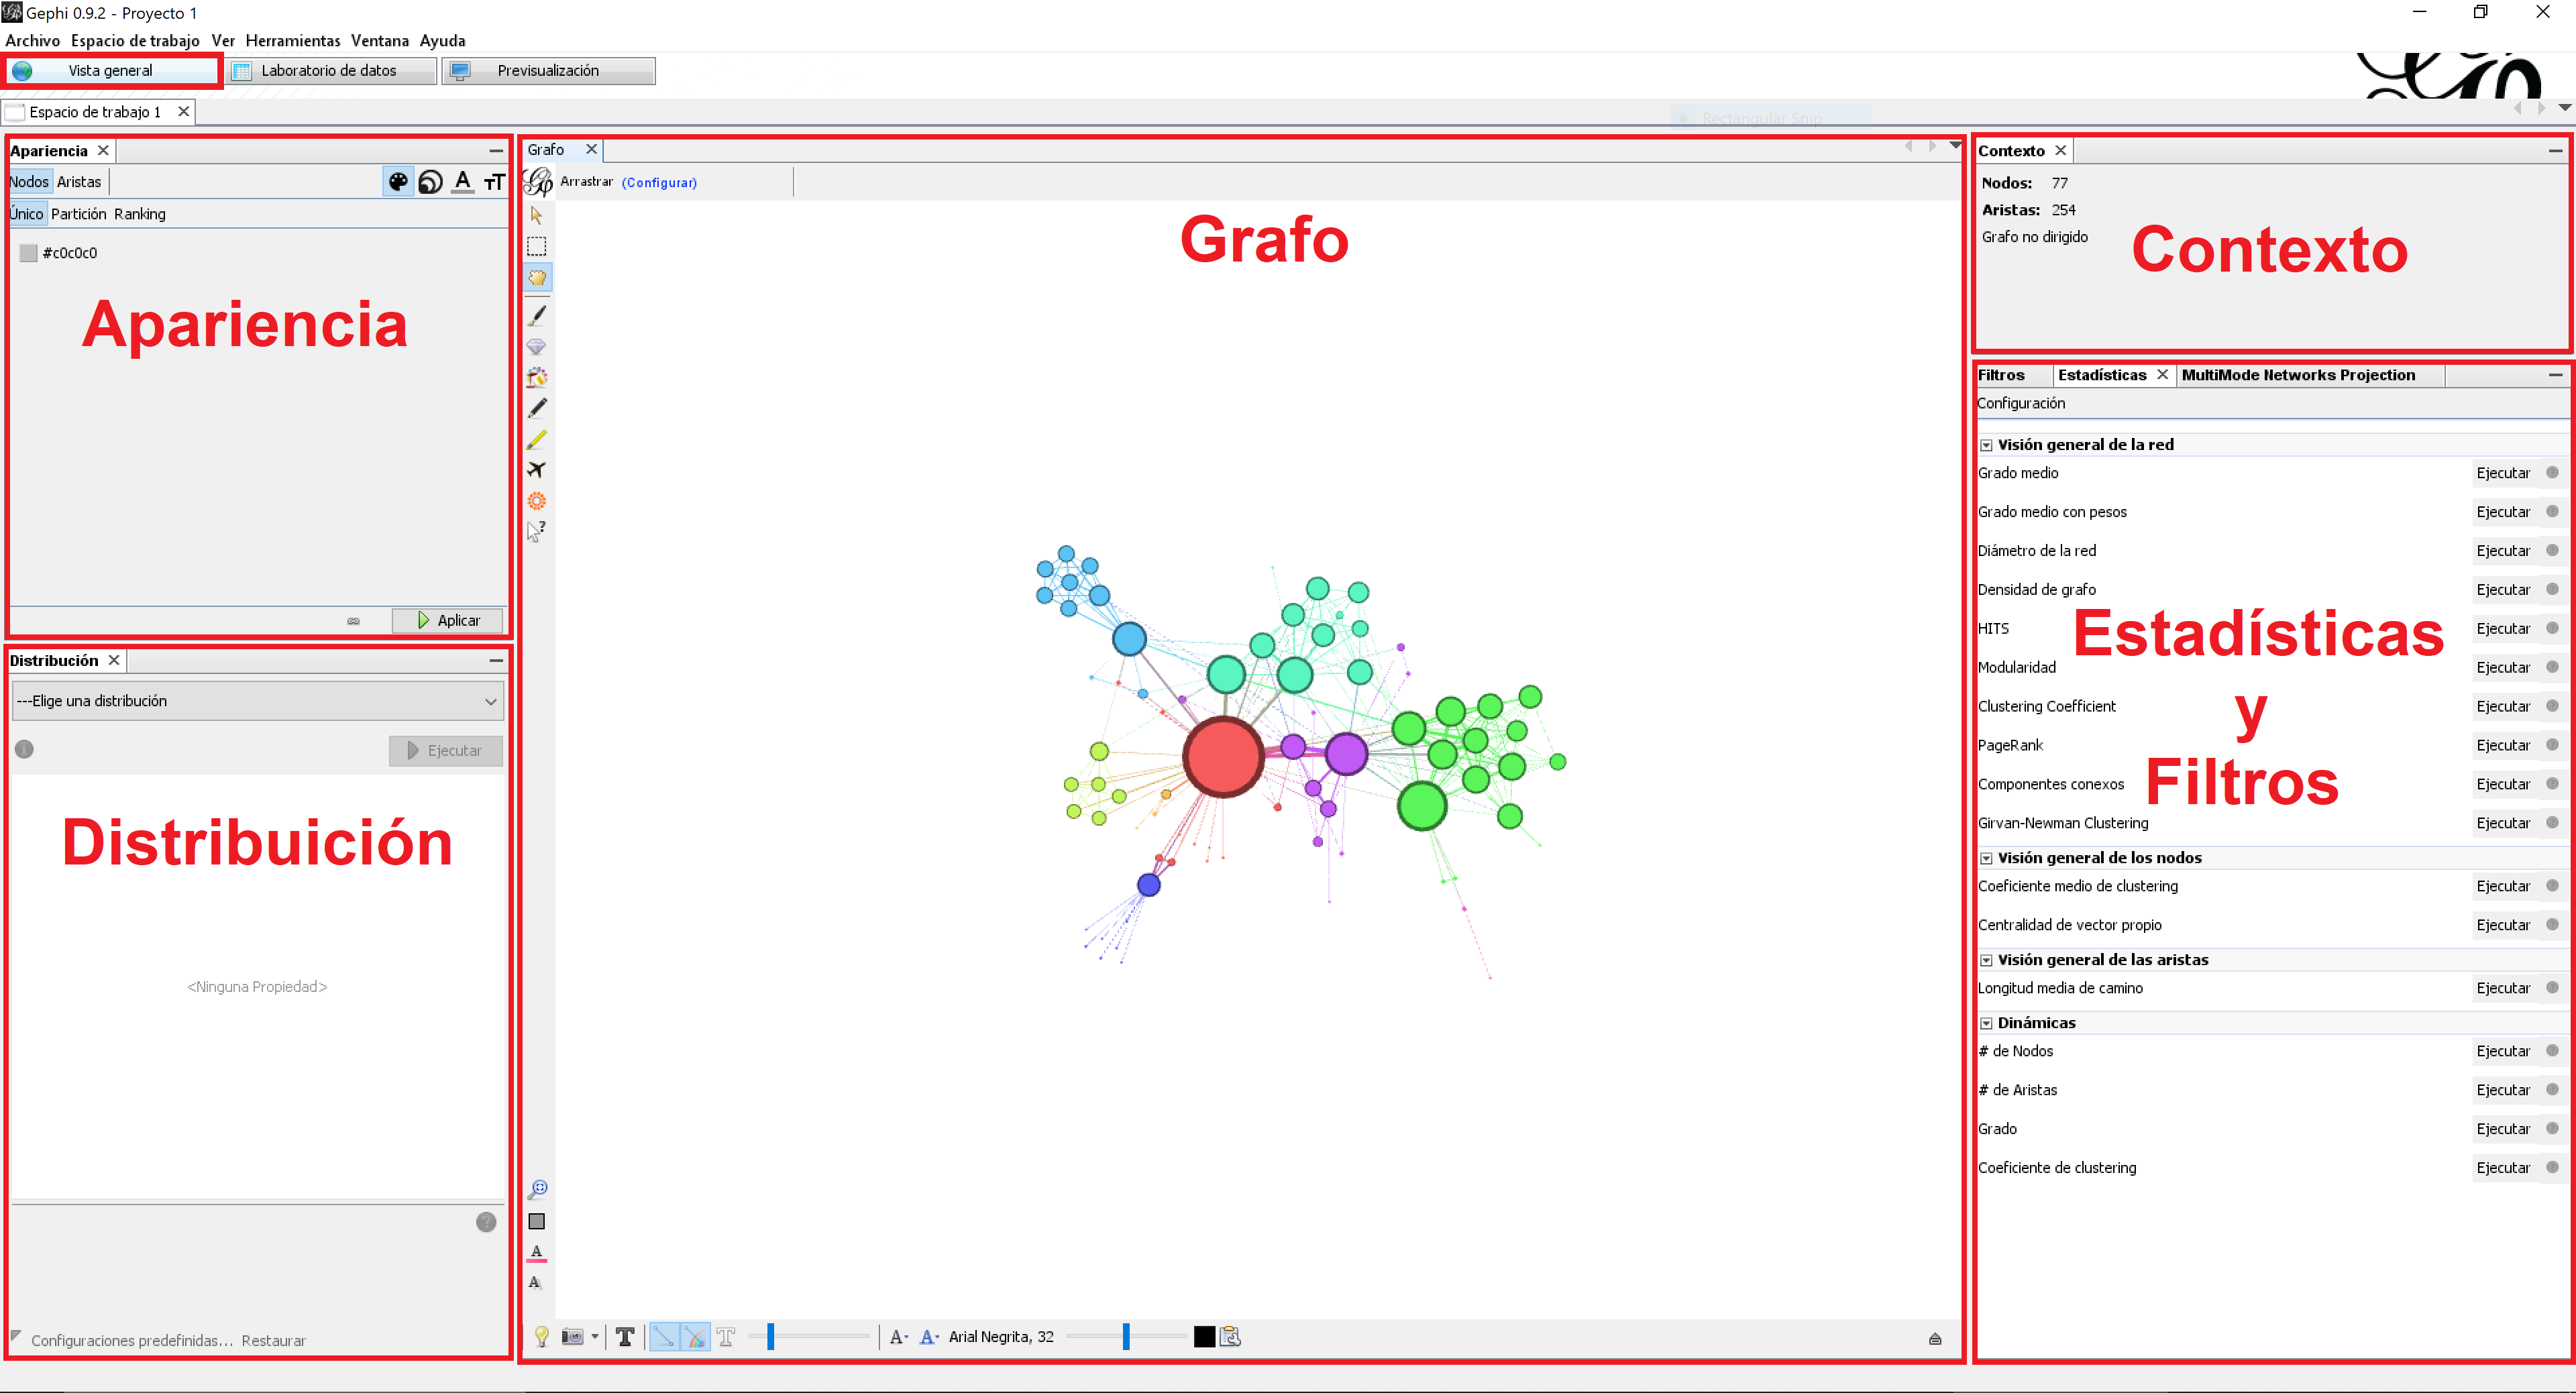 Gephi 0.9.2 - Proyecto 1
Archivo Espacio de trabajo Ver Herramientas Ventana Ayuda
Vista general Laboratorio de datos Previsualización
Espacio de trabajo 1
Rectangular Snip
Apariencia
Nodos Aristas
Único Partición Ranking
#c0c0c0
Apariencia
Aplicar
Distribución
---Elige una distribución
Ejecutar
Distribuición
<Ninguna Propiedad>
Configuraciones predefinidas... Restaurar
Grafo
Arrastrar (Configurar)
Grafo
Arial Negrita, 32
Contexto
Nodos: 77
Aristas: 254
Grafo no dirigido
Contexto
Filtros Estadísticas MultiMode Networks Projection
Configuración
Visión general de la red
Grado medio Ejecutar
Grado medio con pesos Ejecutar
Diámetro de la red Ejecutar
Densidad de grafo Ejecutar
HITS Ejecutar
Modularidad Ejecutar
Clustering Coefficient Ejecutar
PageRank Ejecutar
Componentes conexos Ejecutar
Girvan-Newman Clustering Ejecutar
Estadísticas
y
Filtros
Visión general de los nodos
Coeficiente medio de clustering Ejecutar
Centralidad de vector propio Ejecutar
Visión general de las aristas
Longitud media de camino Ejecutar
Dinámicas
# de Nodos Ejecutar
# de Aristas Ejecutar
Grado Ejecutar
Coeficiente de clustering Ejecutar